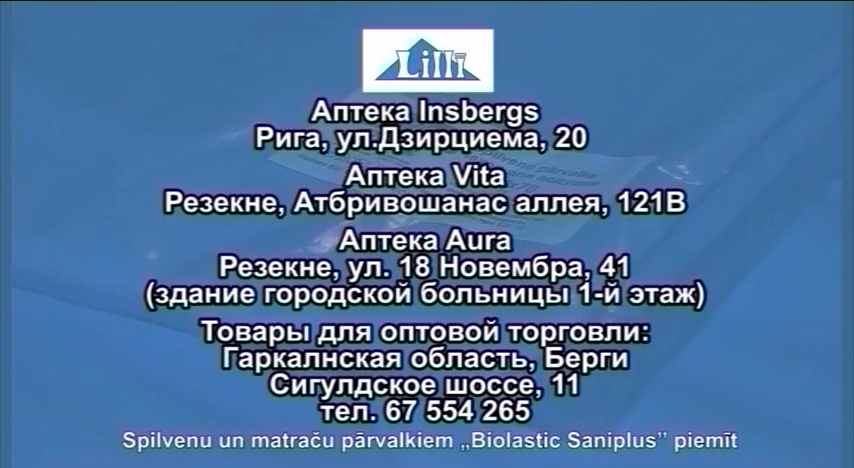 Lilli
Аптека Insbergs
Рига, ул.Дзирциема, 20
Аптека Vita
Резекне, Атбривошанас аллея, 121В
Аптека Aura
Резекне, ул. 18 Новембра, 41
(здание городской больницы 1-й этаж)
Товары для оптовой торговли:
Гаркалнская область, Берги
Сигулдское шоссе, 11
тел. 67 554 265
Spilvenu un matraču pārvalkiem „Biolastic Saniplus” piemīt